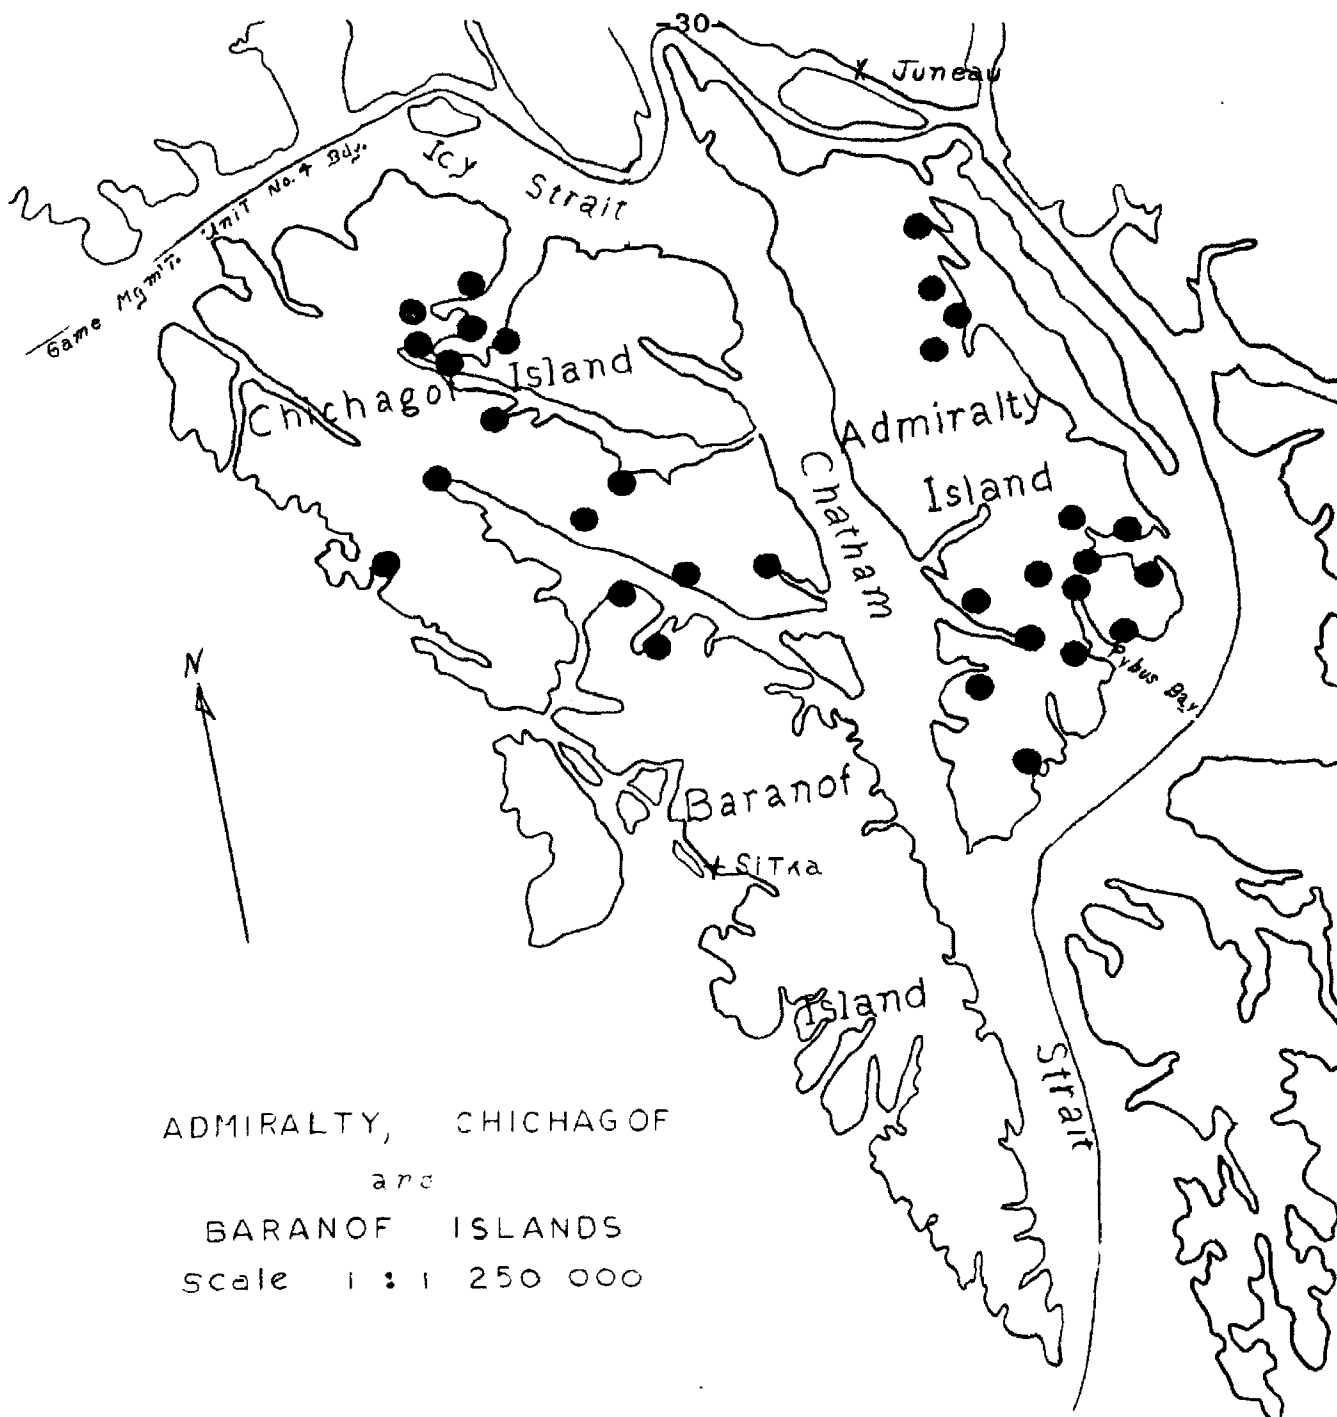 -30-
X Juneau
Icy Strait
Game Mgm'T. UniT No. 4 Bdy.
Chichagof Island
Admiralty
Island
Chatham
N
Pybus Bay
Baranof
SiTKa
Island
Strait
ADMIRALTY, CHICHAGOF
and
BARANOF ISLANDS
Scale 1 : 1 250 000